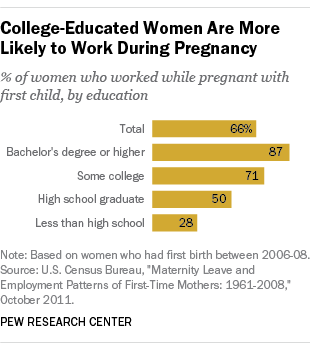 College-Educated Women Are More
Likely to Work During Pregnancy
% of women who worked while pregnant with
first child, by education
Total 66%
Bachelor's degree or higher 87
Some college 71
High school graduate 50
Less than high school 28
Note: Based on women who had first birth between 2006-08.
Source: U.S. Census Bureau, "Maternity Leave and
Employment Patterns of First-Time Mothers: 1961-2008,"
October 2011.
PEW RESEARCH CENTER